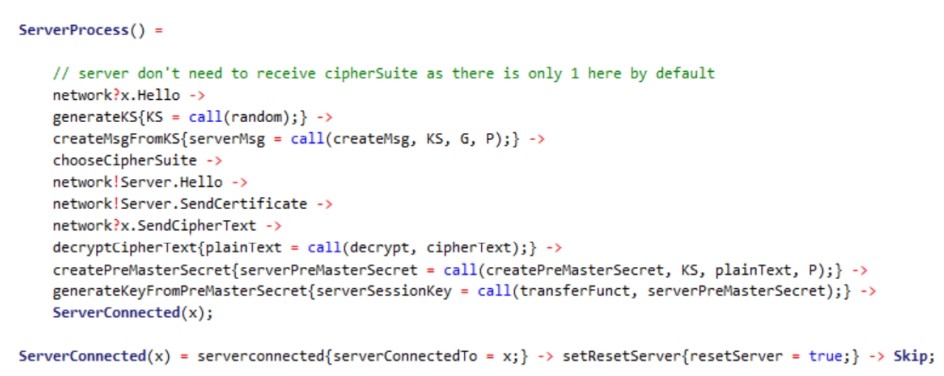 ServerProcess() =
// server don't need to receive cipherSuite as there is only 1 here by default
network?x.Hello ->
generateKS{KS = call(random);} ->
createMsgFromKS{serverMsg = call(createMsg, KS, G, P);} ->
chooseCipherSuite ->
network!Server.Hello ->
network!Server.SendCertificate ->
network?x.SendCipherText ->
decryptCipherText{plainText = call(decrypt, cipherText);} ->
createPreMasterSecret{serverPreMasterSecret = call(createPreMasterSecret, KS, plainText, P);} ->
generateKeyFromPreMasterSecret{serverSessionKey = call(transferFunct, serverPreMasterSecret);} ->
ServerConnected(x);
ServerConnected(x) = serverconnected{serverConnectedTo = x;} -> setResetServer{resetServer = true;} -> Skip;